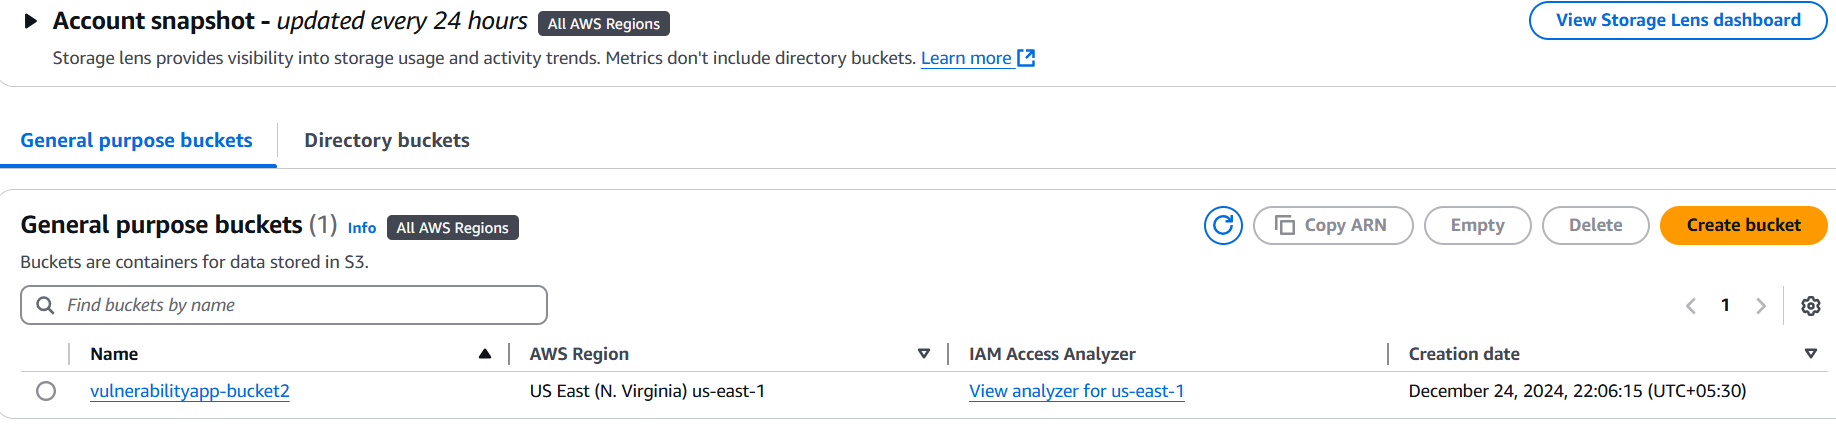 Account snapshot - updated every 24 hours All AWS Regions
View Storage Lens dashboard
Storage lens provides visibility into storage usage and activity trends. Metrics don't include directory buckets. Learn more
General purpose buckets Directory buckets
General purpose buckets (1) Info All AWS Regions
Copy ARN Empty Delete Create bucket
Buckets are containers for data stored in S3.
Find buckets by name
1
Name AWS Region IAM Access Analyzer Creation date
vulnerabilityapp-bucket2 US East (N. Virginia) us-east-1 View analyzer for us-east-1 December 24, 2024, 22:06:15 (UTC+05:30)